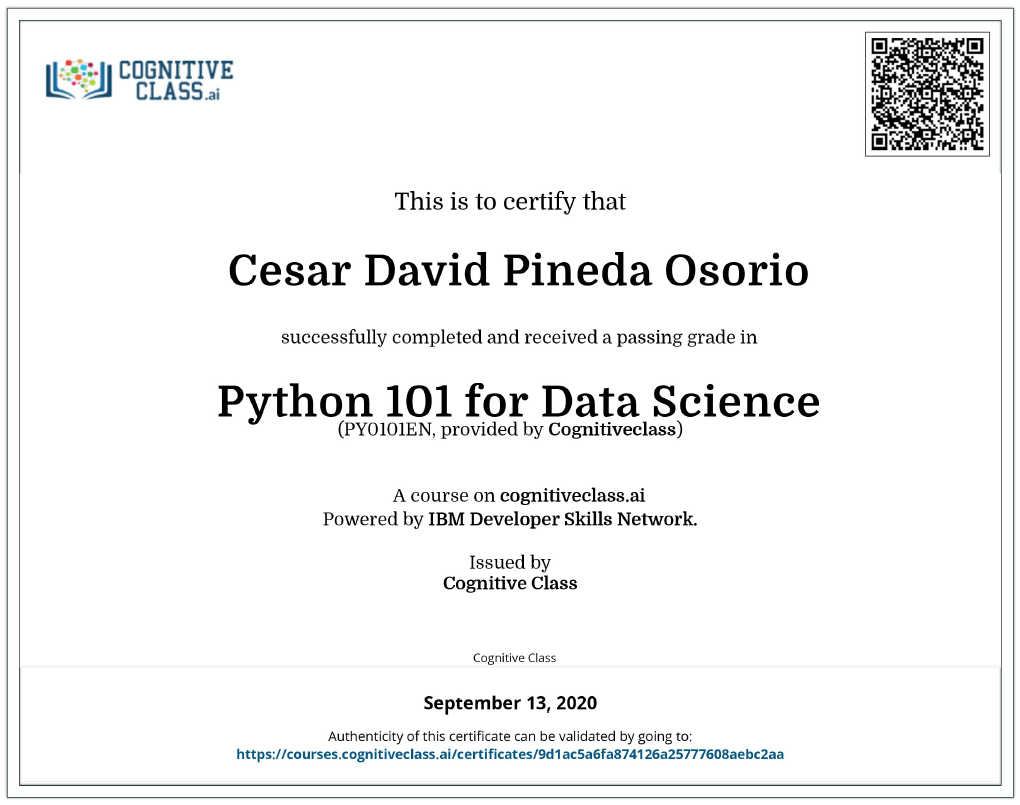 COGNITIVE
CLASS.ai
This is to certify that
Cesar David Pineda Osorio
successfully completed and received a passing grade in
Python 101 for Data Science
(PY0101EN, provided by Cognitiveclass)
A course on cognitiveclass.ai
Powered by IBM Developer Skills Network.
Issued by
Cognitive Class
Cognitive Class
September 13, 2020
Authenticity of this certificate can be validated by going to:
https://courses.cognitiveclass.ai/certificates/9d1ac5a6fa874126a25777608aebc2aa